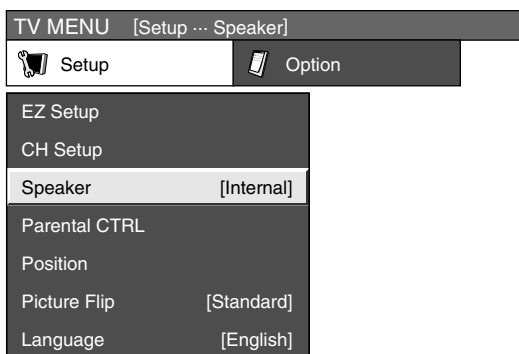 TV MENU [Setup ··· Speaker]
Setup Option
EZ Setup
CH Setup
Speaker [Internal]
Parental CTRL
Position
Picture Flip [Standard]
Language [English]